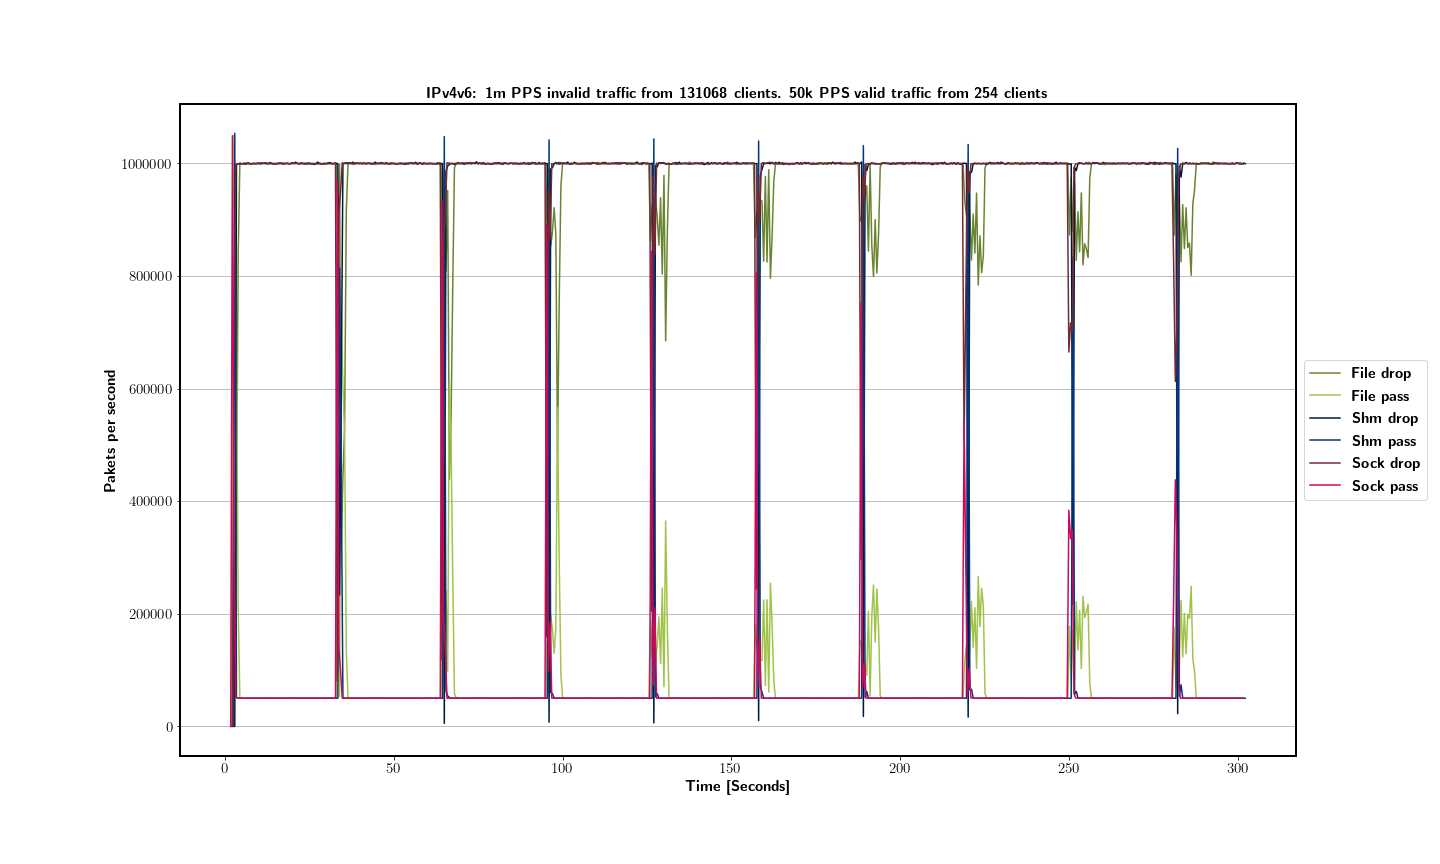 IPv4v6: 1m PPS invalid traffic from 131068 clients. 50k PPS valid traffic from 254 clients
Pakets per second
1000000
800000
600000
400000
200000
0
0 50 100 150 200 250 300
Time [Seconds]
File drop
File pass
Shm drop
Shm pass
Sock drop
Sock pass